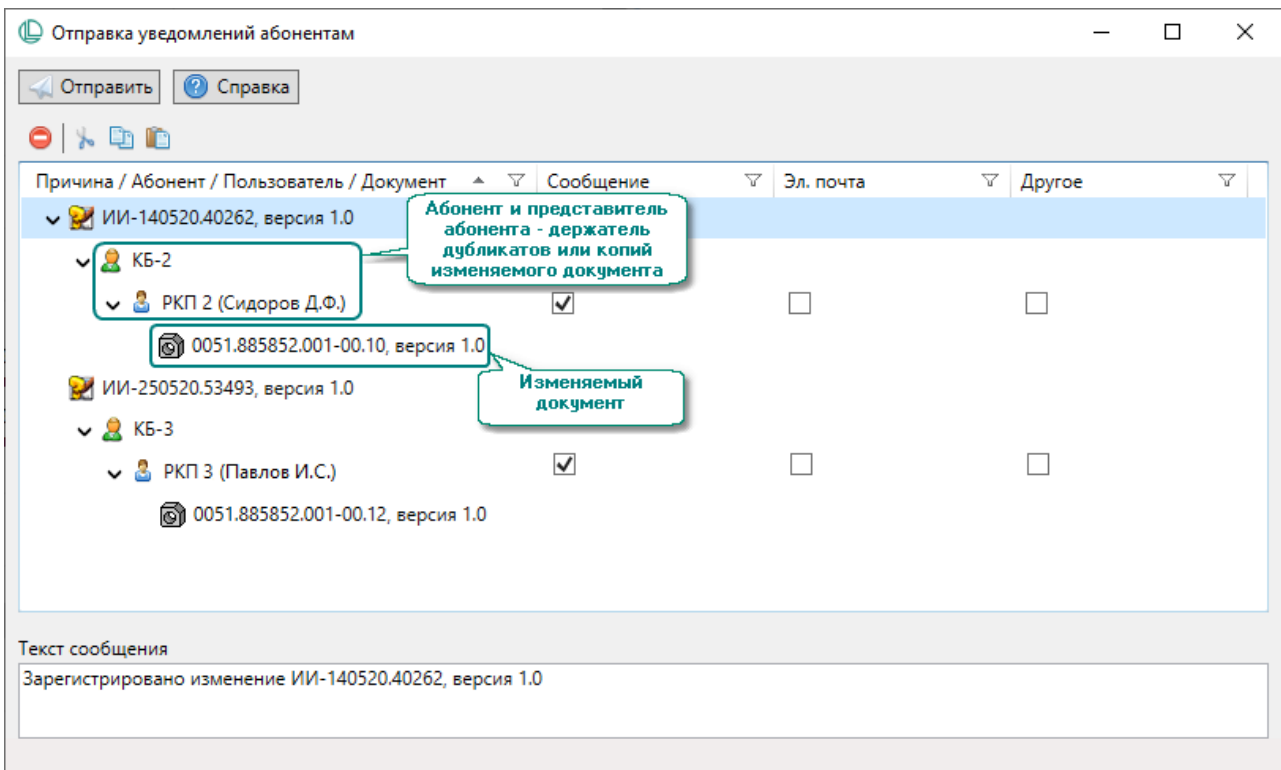 Отправка уведомлений абонентам
Отправить Справка
Причина / Абонент / Пользователь / Документ Сообщение Эл. почта Другое
ИИ-140520.40262, версия 1.0
Абонент и представитель
абонента - держатель
дубликатов или копий
изменяемого документа
КБ-2
РКП 2 (Сидоров Д.Ф.)
0051.885852.001-00.10, версия 1.0
Изменяемый
документ
ИИ-250520.53493, версия 1.0
КБ-3
РКП 3 (Павлов И.С.)
0051.885852.001-00.12, версия 1.0
Текст сообщения
Зарегистрировано изменение ИИ-140520.40262, версия 1.0